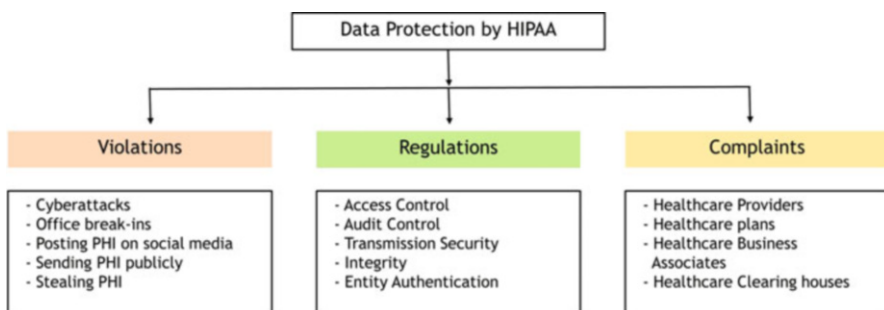 Data Protection by HIPAA
Violations
Regulations
Complaints
- Cyberattacks
- Office break-ins
- Posting PHI on social media
- Sending PHI publicly
- Stealing PHI
- Access Control
- Audit Control
- Transmission Security
- Integrity
- Entity Authentication
- Healthcare Providers
- Healthcare plans
- Healthcare Business
Associates
- Healthcare Clearing houses